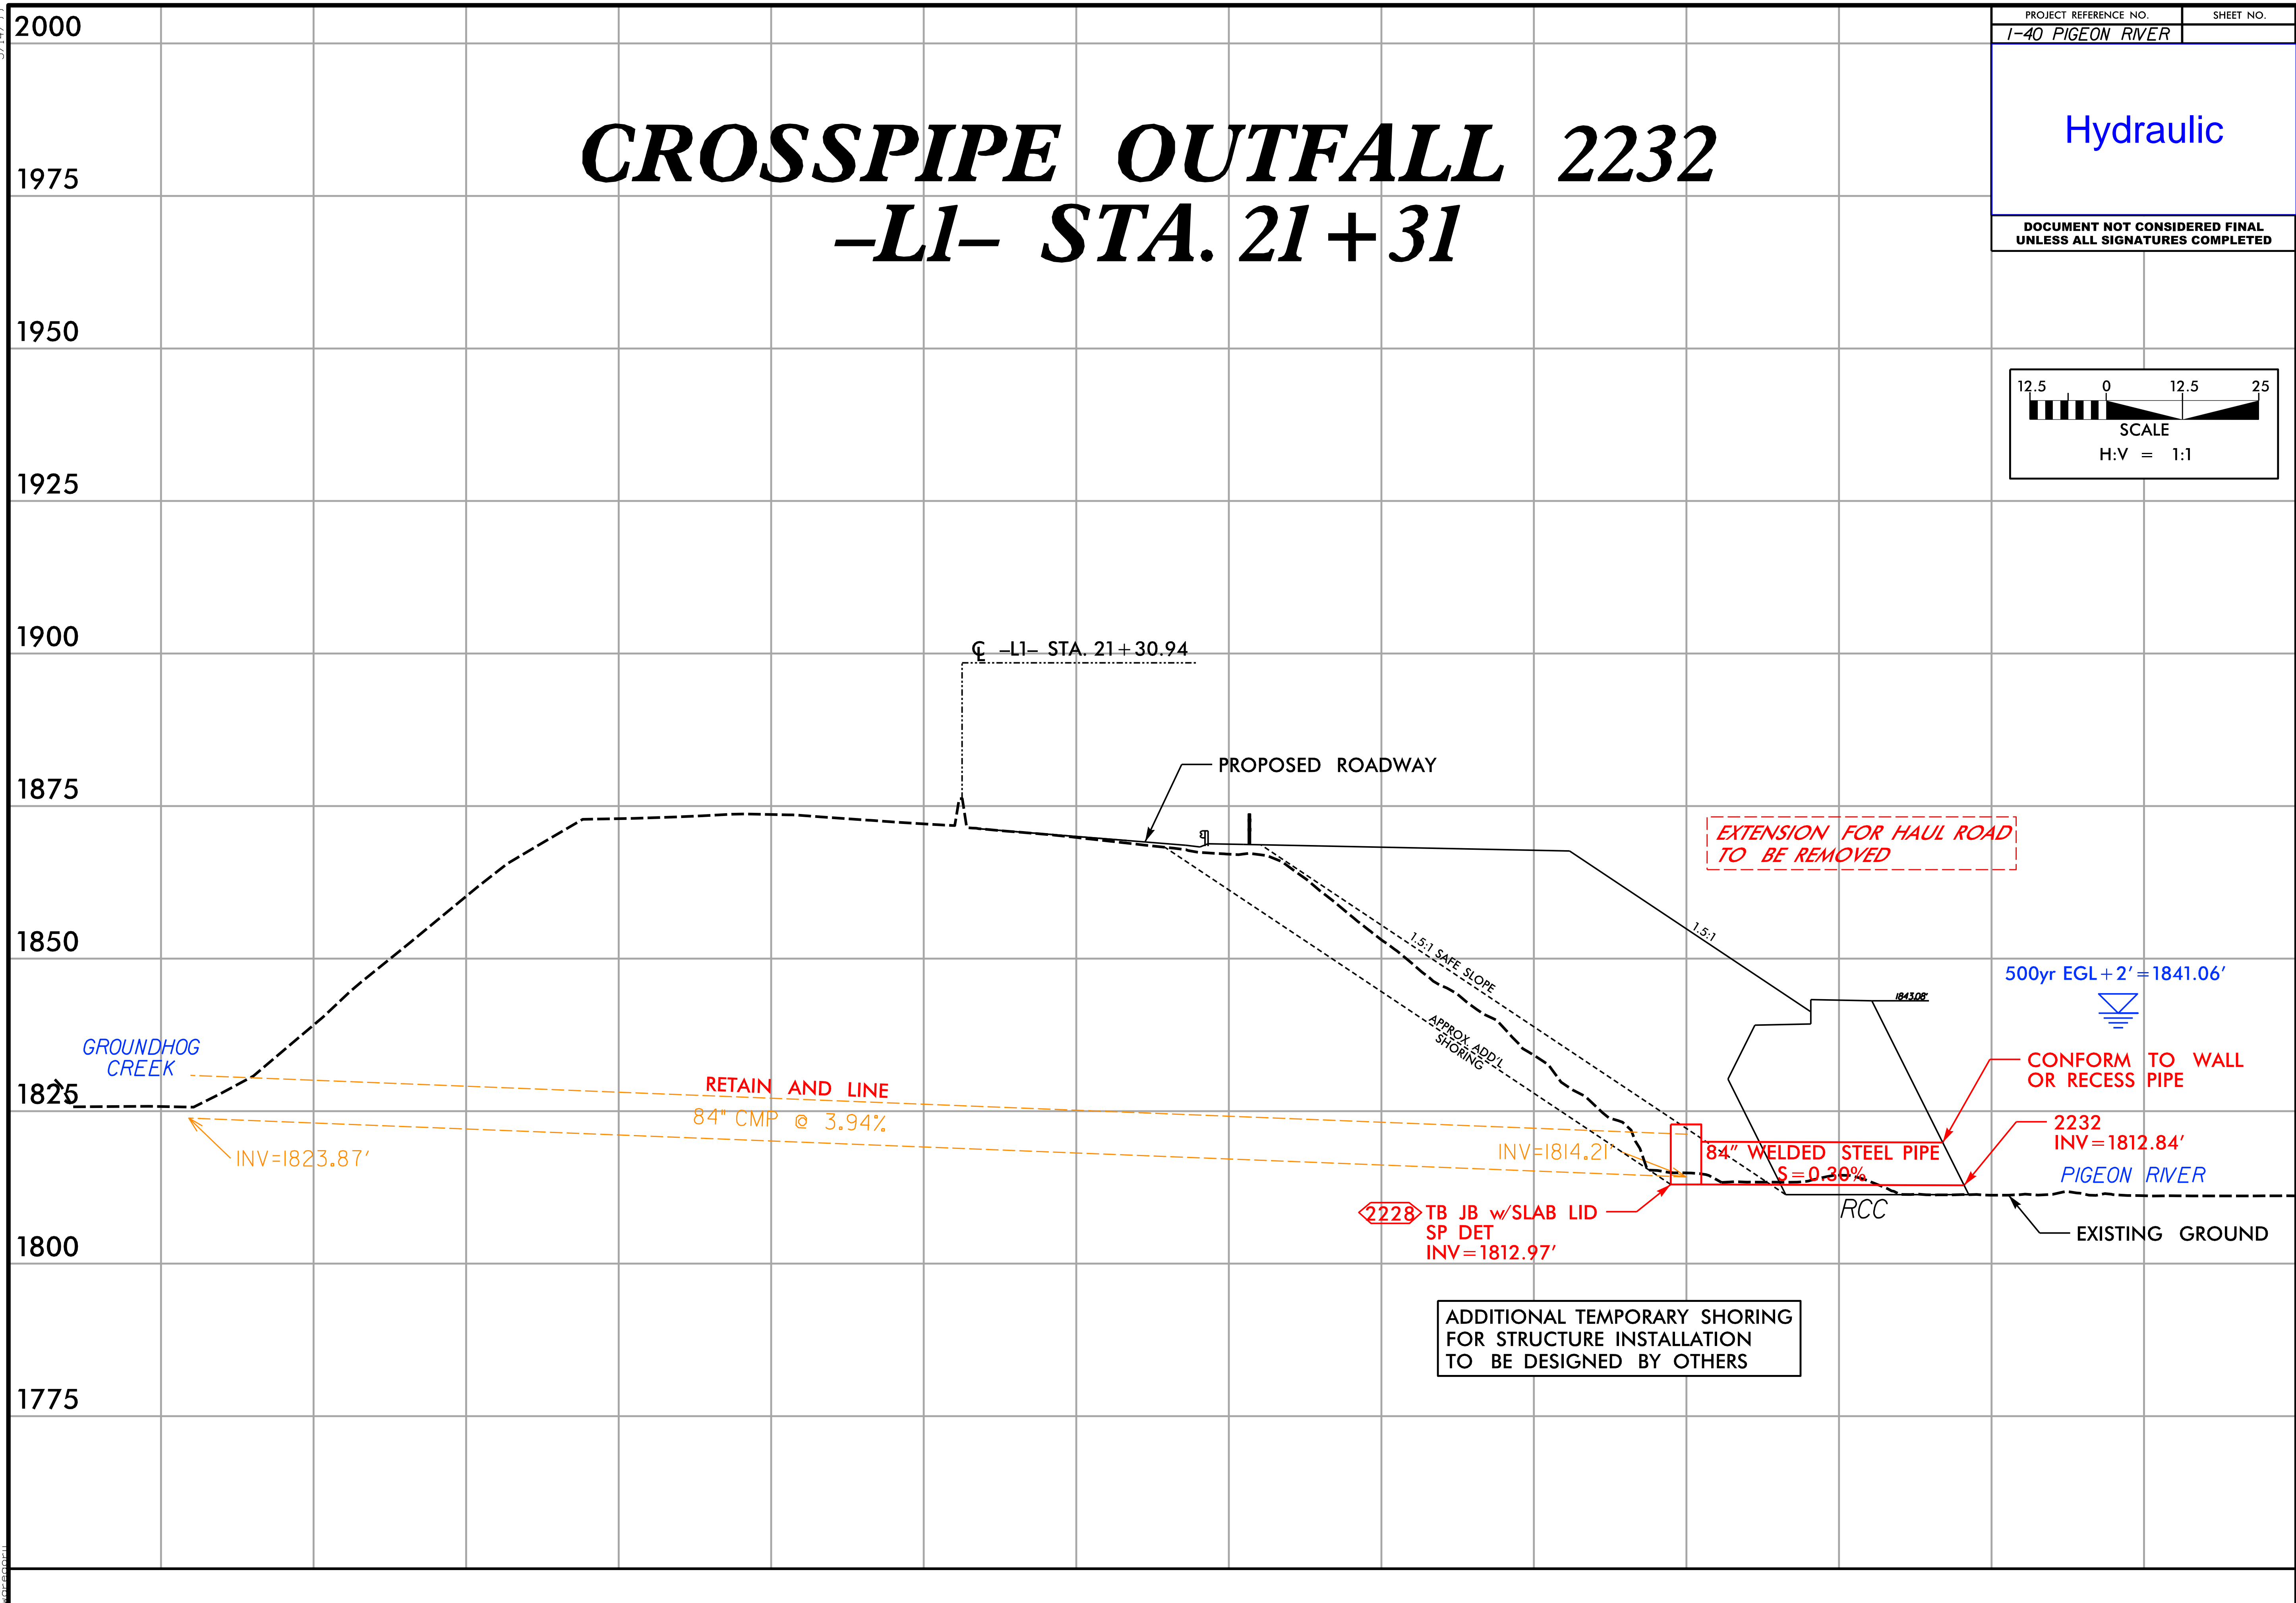 2000
PROJECT REFERENCE NO.
SHEET NO.
I-40 PIGEON RIVER
Hydraulic
DOCUMENT NOT CONSIDERED FINAL
UNLESS ALL SIGNATURES COMPLETED
CROSSPIPE OUTFALL 2232
-L1- STA. 21+31
1975
1950
12.5 0 12.5 25
SCALE
H:V = 1:1
1925
1900
℄ -L1- STA. 21+30.94
1875
PROPOSED ROADWAY
EXTENSION FOR HAUL ROAD
TO BE REMOVED
1850
1.5:1
1.5:1 SAFE SLOPE
APPROX. ADD'L
SHORING
1843.08'
500yr EGL+2'=1841.06'
GROUNDHOG
CREEK
1825
RETAIN AND LINE
84" CMP @ 3.94%
INV=1823.87'
INV=1814.21'
84" WELDED STEEL PIPE
S=0.30%
CONFORM TO WALL
OR RECESS PIPE
2232
INV=1812.84'
PIGEON RIVER
RCC
EXISTING GROUND
2228
TB JB w/SLAB LID
SP DET
INV=1812.97'
1800
ADDITIONAL TEMPORARY SHORING
FOR STRUCTURE INSTALLATION
TO BE DESIGNED BY OTHERS
1775